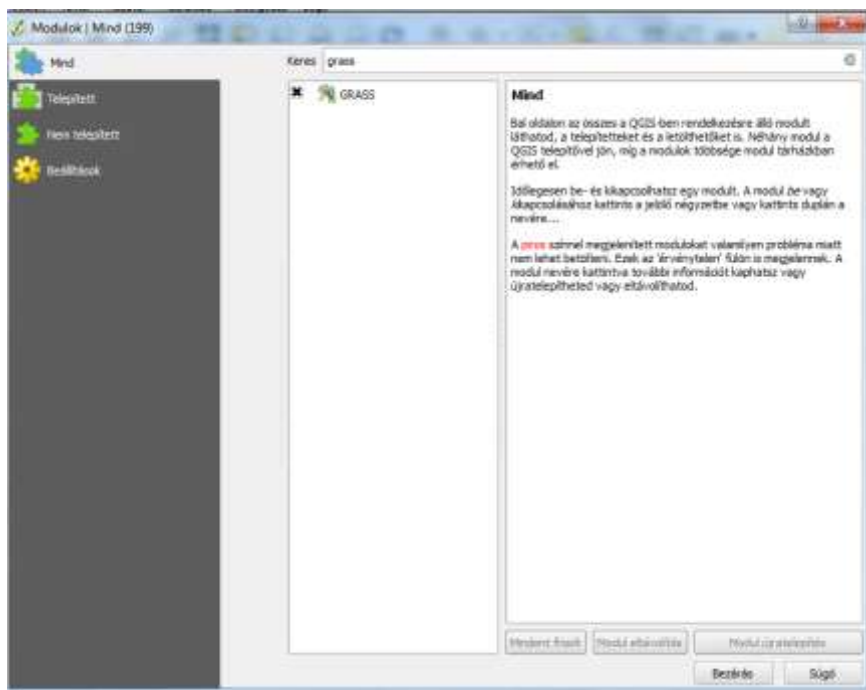 Modulok | Mind (199)
Mind
Keres grass
Telepített
Nem telepített
Beállítások
GRASS
Mind
Bal oldalon az összes a QGIS-ben rendelkezésre álló modult
láthatod, a telepítetteket és a letölthetőket is. Néhány modul a
QGIS telepítővel jön, míg a modulok többsége modul tárházkban
érhető el.
Időlegesen be- és kikapcsolhatsz egy modult. A modul be vagy
kikapcsolásához kattints a jelölő négyzetbe vagy kattints duplán a
nevére...
A piros színnel megjelenített modulokat valamilyen probléma miatt
nem lehet betölteni. Ezek az 'érvénytelen' fülön is megjelennek. A
modul nevére kattintva további információt kaphatsz vagy
újratelepítheted vagy eltávolíthatod.
Mindent frissít Modul eltávolítás Modul újratelepítés
Bezárás Súgó